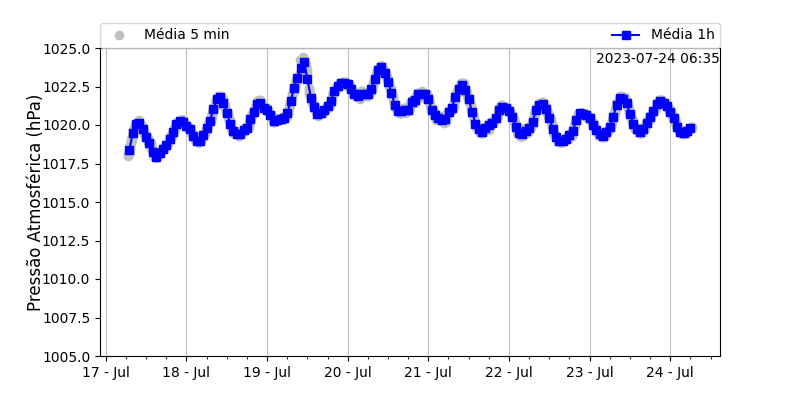 Média 5 min
Média 1h
2023-07-24 06:35
Pressão Atmosférica (hPa)
1025.0
1022.5
1020.0
1017.5
1015.0
1012.5
1010.0
1007.5
1005.0
17 - Jul
18 - Jul
19 - Jul
20 - Jul
21 - Jul
22 - Jul
23 - Jul
24 - Jul